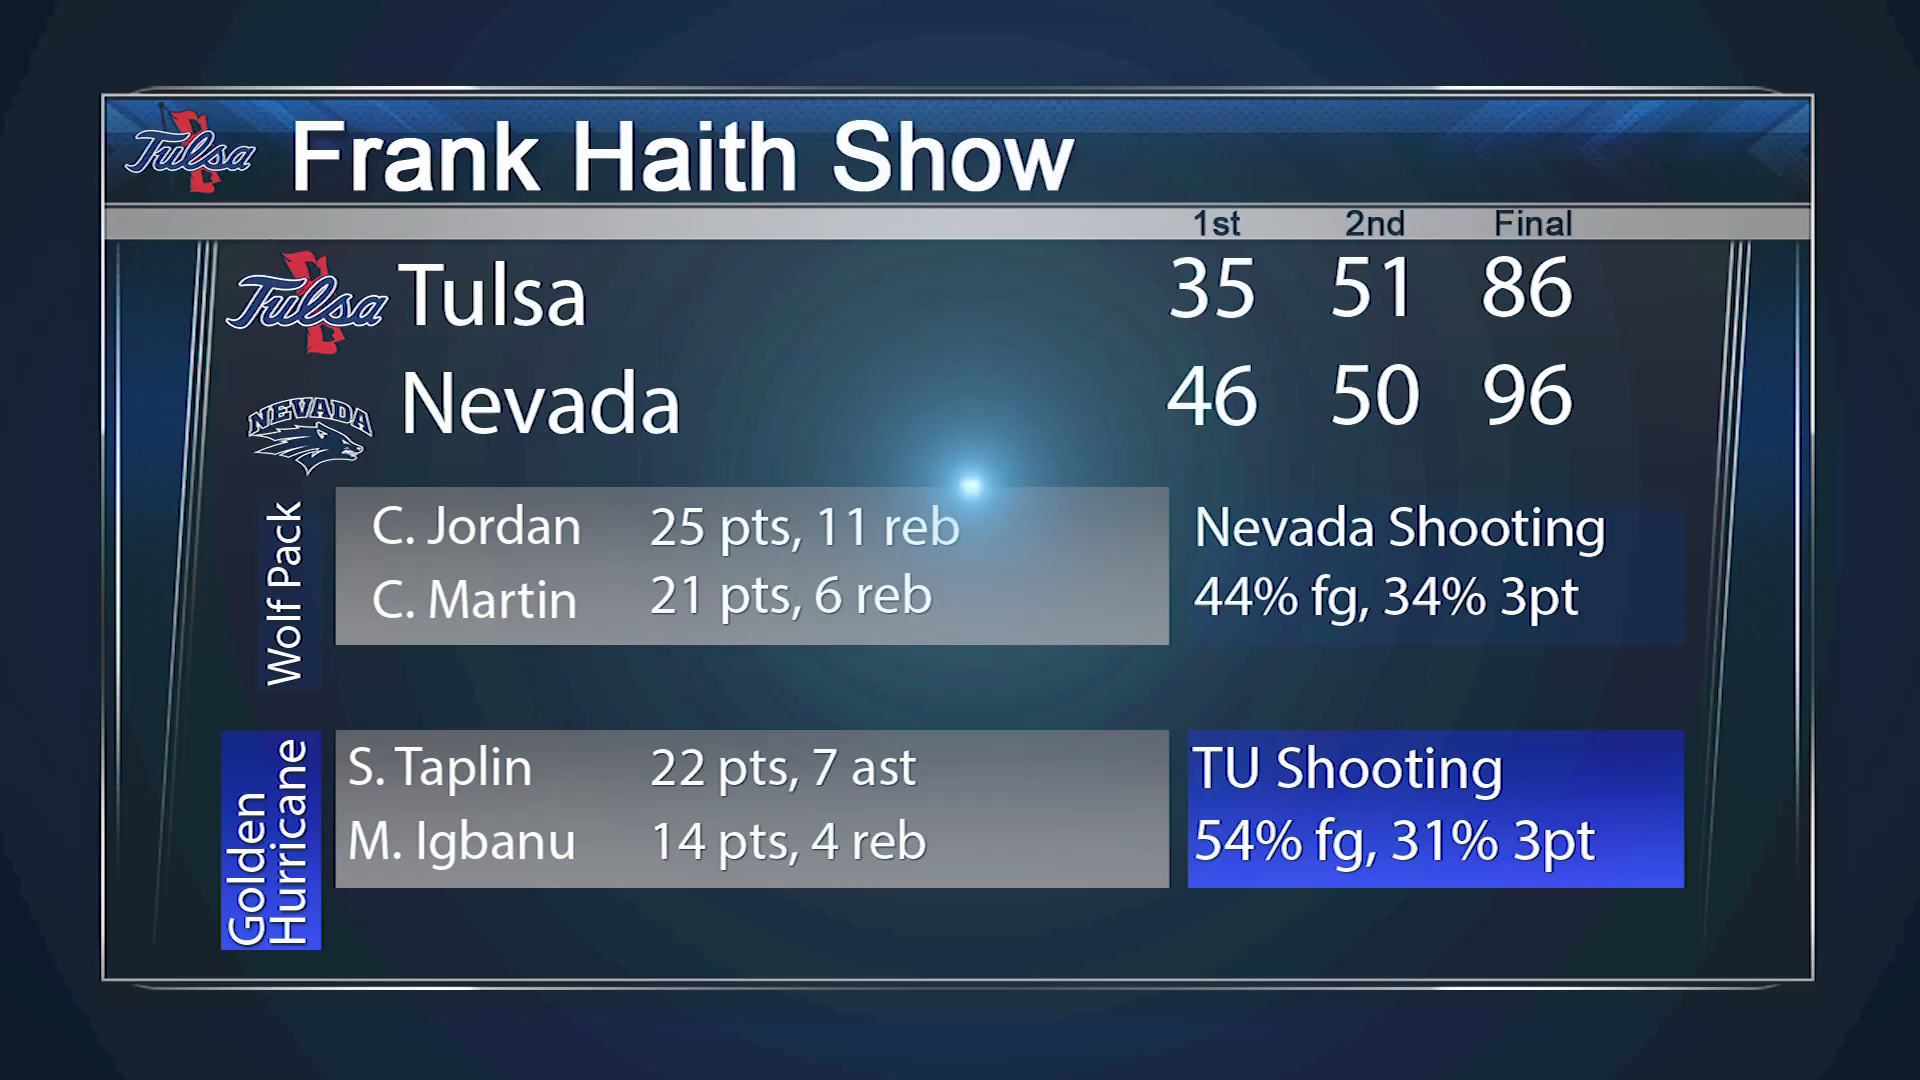 Tulsa Frank Haith Show
1st 2nd Final
Tulsa Tulsa 35 51 86
NEVADA Nevada 46 50 96
Wolf Pack
C. Jordan 25 pts, 11 reb
C. Martin 21 pts, 6 reb
Nevada Shooting
44% fg, 34% 3pt
Golden
Hurricane
S. Taplin 22 pts, 7 ast
M. Igbanu 14 pts, 4 reb
TU Shooting
54% fg, 31% 3pt